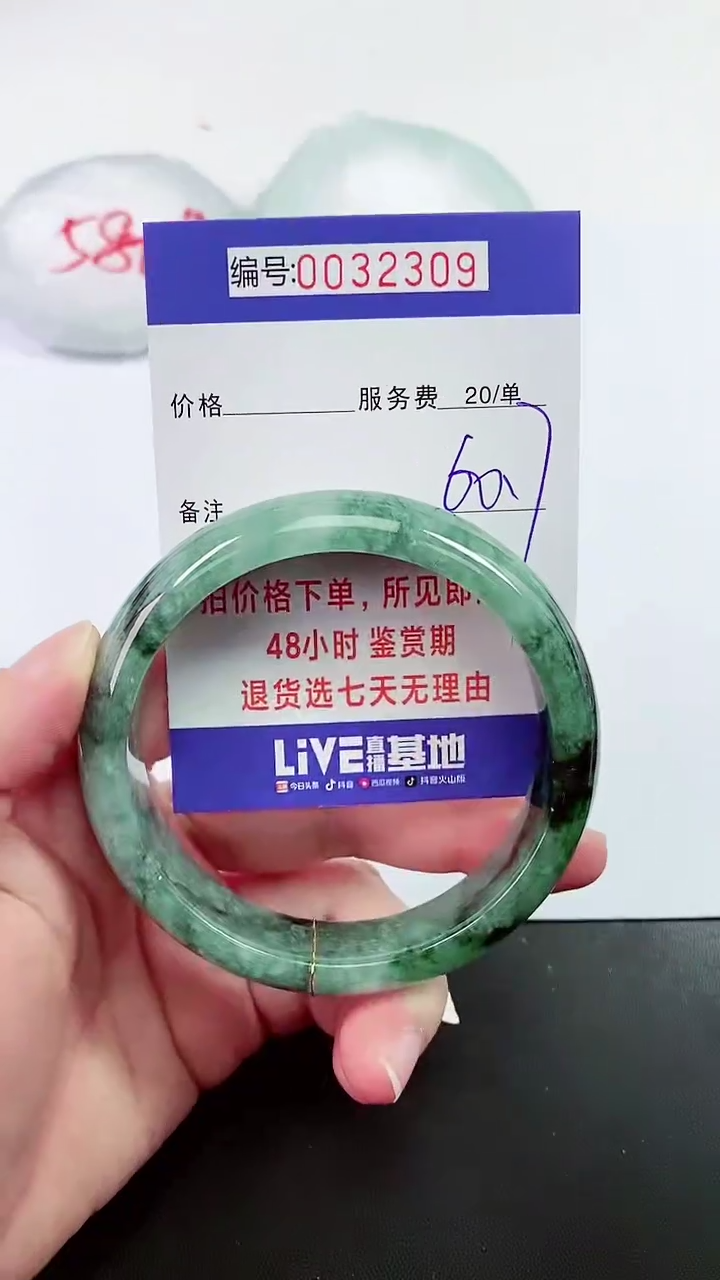 58
编号:0032309
价格 服务费 20/单
备注
拍价格下单，所见即
48小时 鉴赏期
退货选七天无理由
LiVE直播基地
今日头条 抖音 西瓜视频 抖音火山版